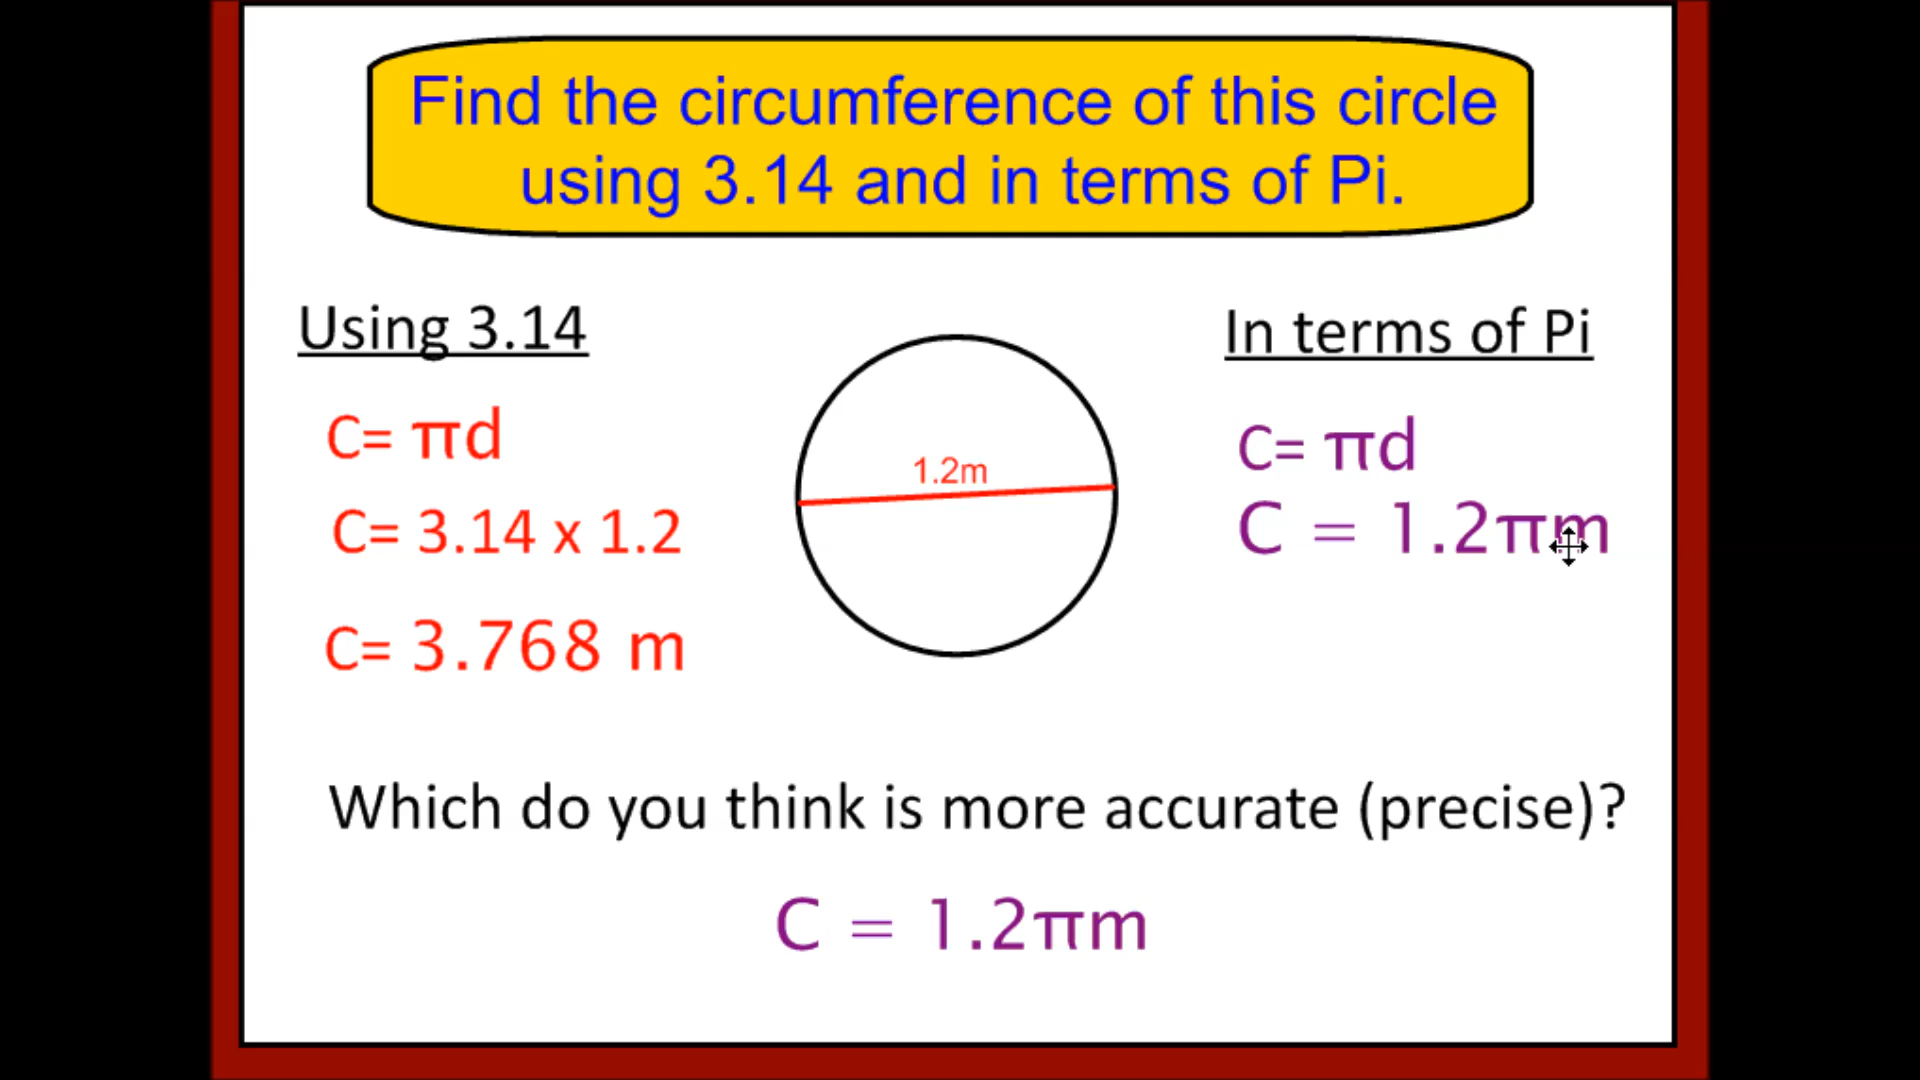 Find the circumference of this circle
using 3.14 and in terms of Pi.
Using 3.14
C= πd
C= 3.14 x 1.2
C= 3.768 m
1.2m
In terms of Pi
C= πd
C = 1.2πm
Which do you think is more accurate (precise)?
C = 1.2πm